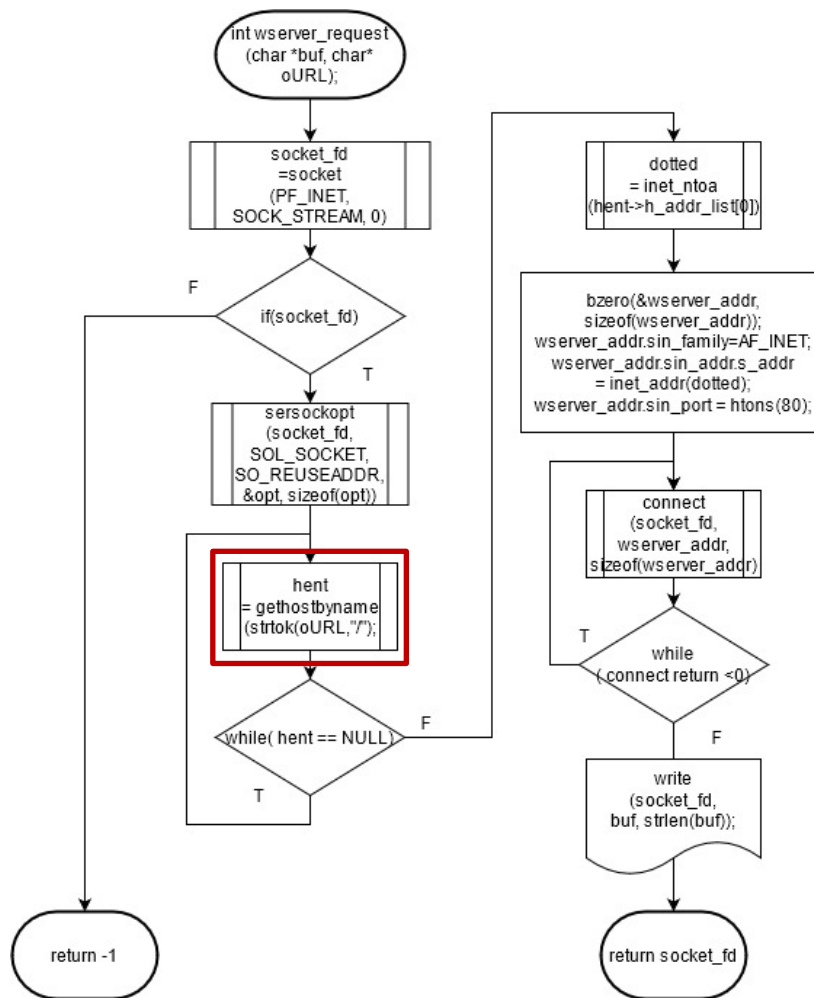 int wserver_request
(char *buf, char*
oURL);
socket_fd
=socket
(PF_INET,
SOCK_STREAM, 0)
F
if(socket_fd)
T
sersockopt
(socket_fd,
SOL_SOCKET,
SO_REUSEADDR,
&opt, sizeof(opt))
hent
= gethostbyname
(strtok(oURL,"/");
while( hent == NULL)
F
T
return -1
dotted
= inet_ntoa
(hent->h_addr_list[0])
bzero(&wserver_addr,
sizeof(wserver_addr));
wserver_addr.sin_family=AF_INET;
wserver_addr.sin_addr.s_addr
= inet_addr(dotted);
wserver_addr.sin_port = htons(80);
connect
(socket_fd,
wserver_addr,
sizeof(wserver_addr)
T
while
( connect return <0)
F
write
(socket_fd,
buf, strlen(buf));
return socket_fd